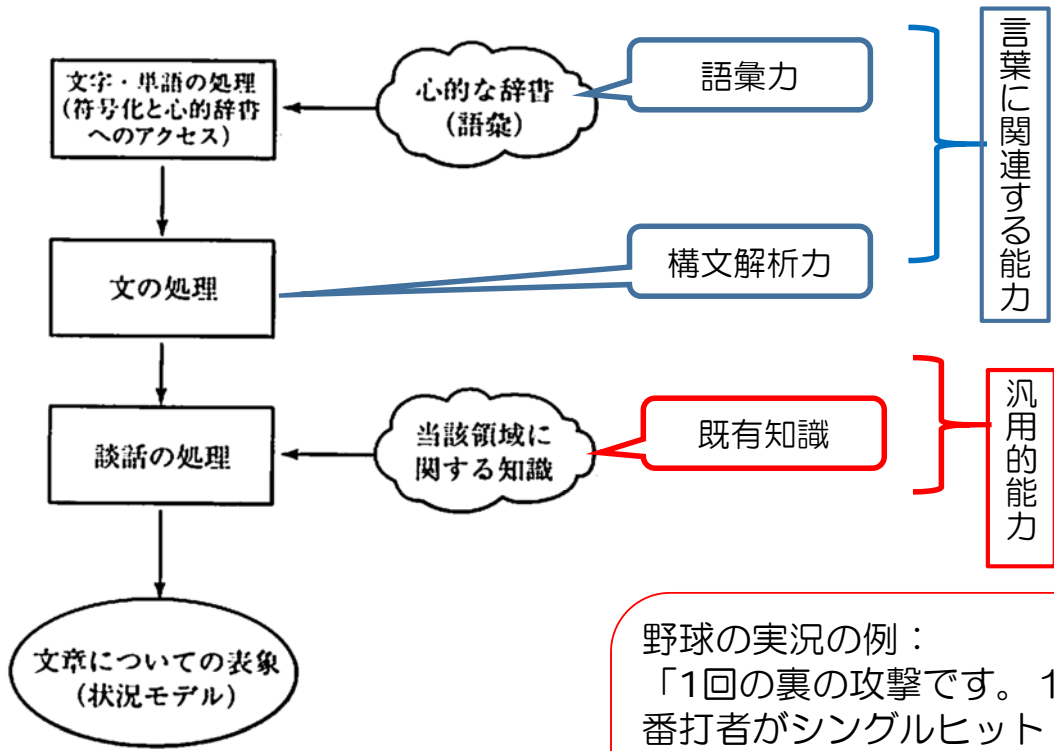 文字・単語の処理
(符号化と心的辞書
へのアクセス)
心的な辞書
(語彙)
語彙力
言葉に関連する能力
文の処理
構文解析力
談話の処理
当該領域に
関する知識
既有知識
汎用的能力
文章についての表象
(状況モデル)
野球の実況の例：
「1回の裏の攻撃です。１
番打者がシングルヒット